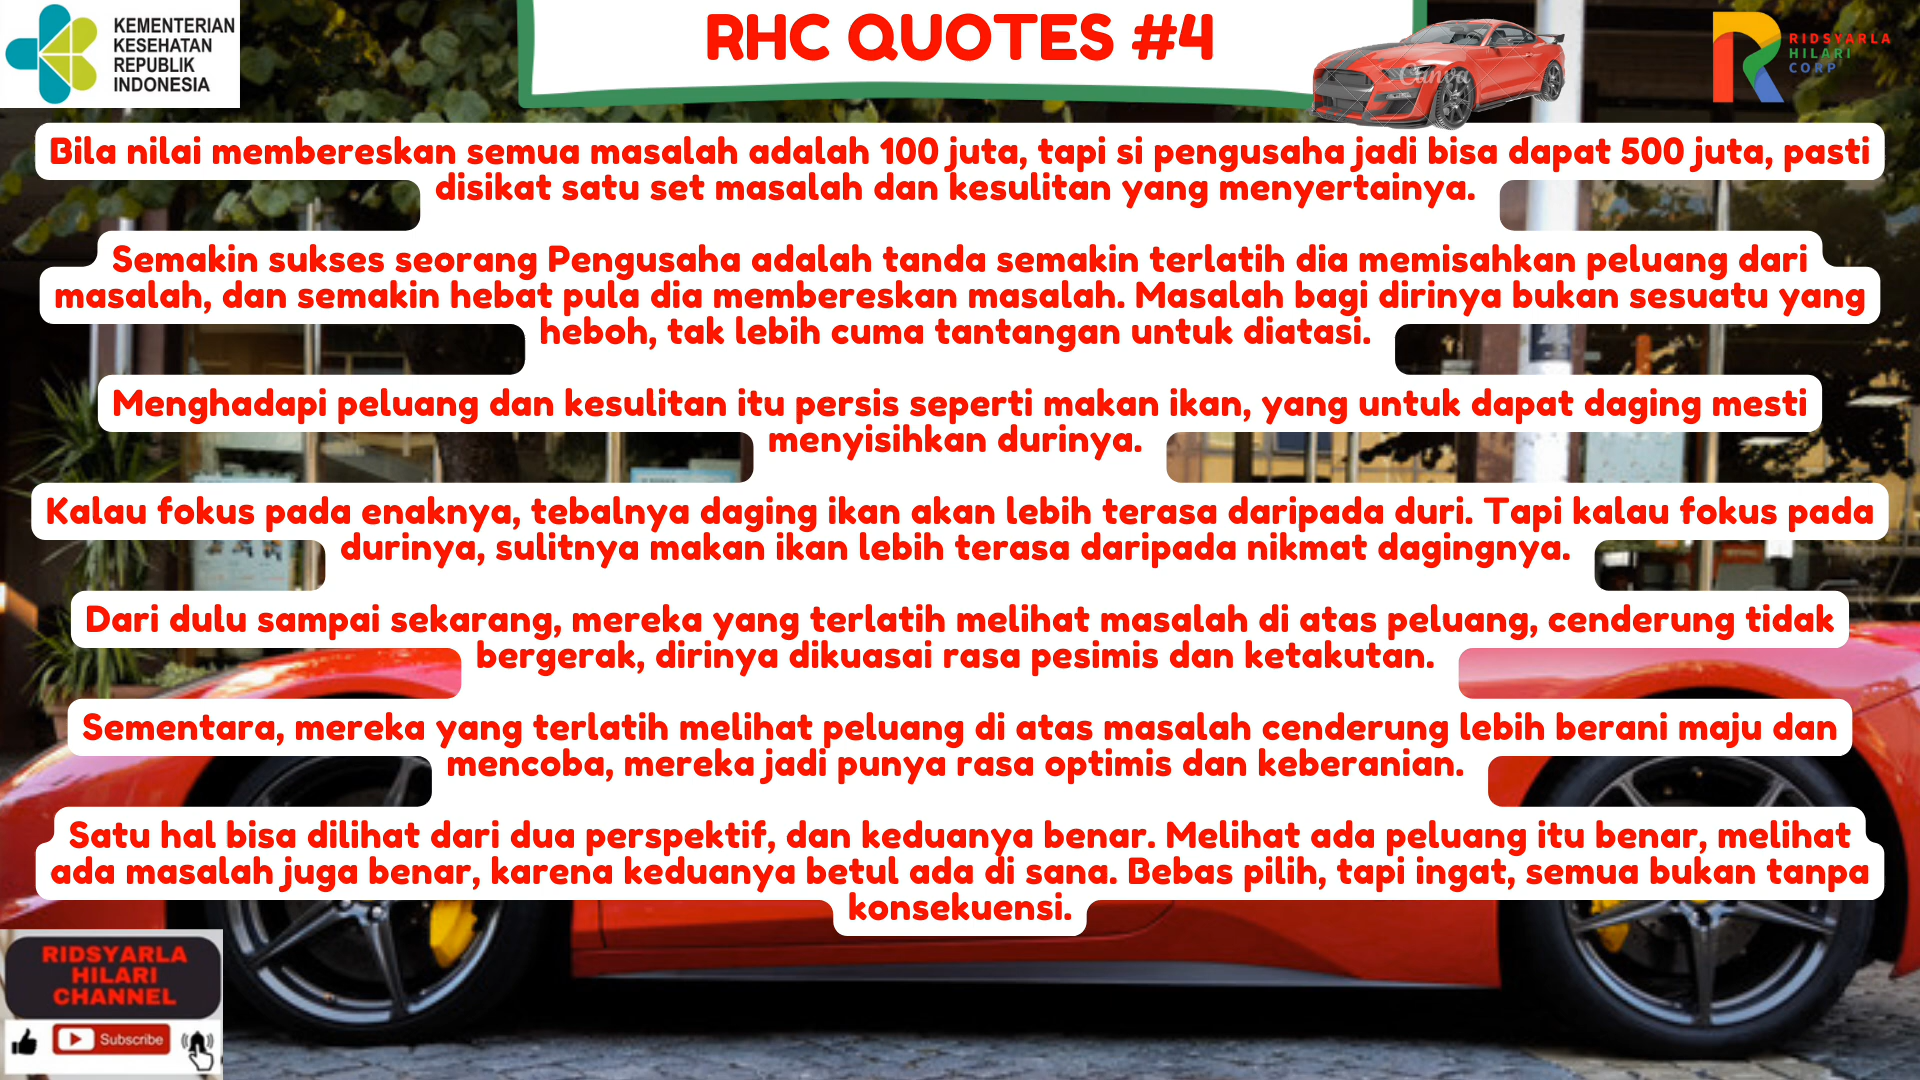 KEMENTERIAN
KESEHATAN
REPUBLIK
INDONESIA
RHC QUOTES #4
Canva
RIDSYARLA
HILARI
CORP
Bila nilai membereskan semua masalah adalah 100 juta, tapi si pengusaha jadi bisa dapat 500 juta, pasti
disikat satu set masalah dan kesulitan yang menyertainya.
Semakin sukses seorang Pengusaha adalah tanda semakin terlatih dia memisahkan peluang dari
masalah, dan semakin hebat pula dia membereskan masalah. Masalah bagi dirinya bukan sesuatu yang
heboh, tak lebih cuma tantangan untuk diatasi.
Menghadapi peluang dan kesulitan itu persis seperti makan ikan, yang untuk dapat daging mesti
menyisihkan durinya.
Kalau fokus pada enaknya, tebalnya daging ikan akan lebih terasa daripada duri. Tapi kalau fokus pada
durinya, sulitnya makan ikan lebih terasa daripada nikmat dagingnya.
Dari dulu sampai sekarang, mereka yang terlatih melihat masalah di atas peluang, cenderung tidak
bergerak, dirinya dikuasai rasa pesimis dan ketakutan.
Sementara, mereka yang terlatih melihat peluang di atas masalah cenderung lebih berani maju dan
mencoba, mereka jadi punya rasa optimis dan keberanian.
Satu hal bisa dilihat dari dua perspektif, dan keduanya benar. Melihat ada peluang itu benar, melihat
ada masalah juga benar, karena keduanya betul ada di sana. Bebas pilih, tapi ingat, semua bukan tanpa
konsekuensi.
RIDSYARLA
HILARI
CHANNEL
Subscribe